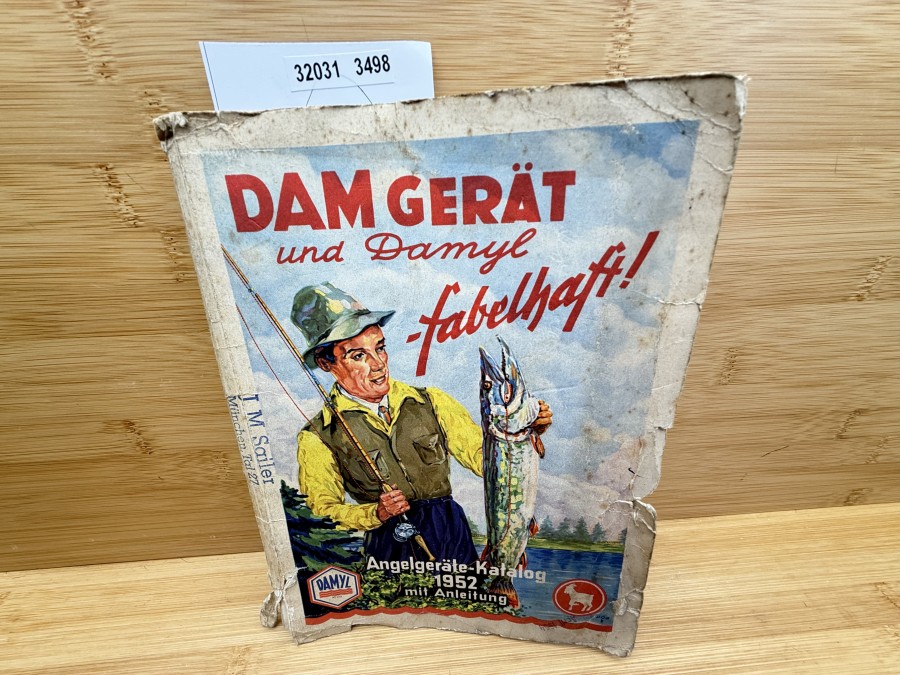 32031 3498
DAM GERÄT
und Damyl
-fabelhaft!
I M Sailer
München
Angelgeräte-Katalog
1952
mit Anleitung
DAMYL